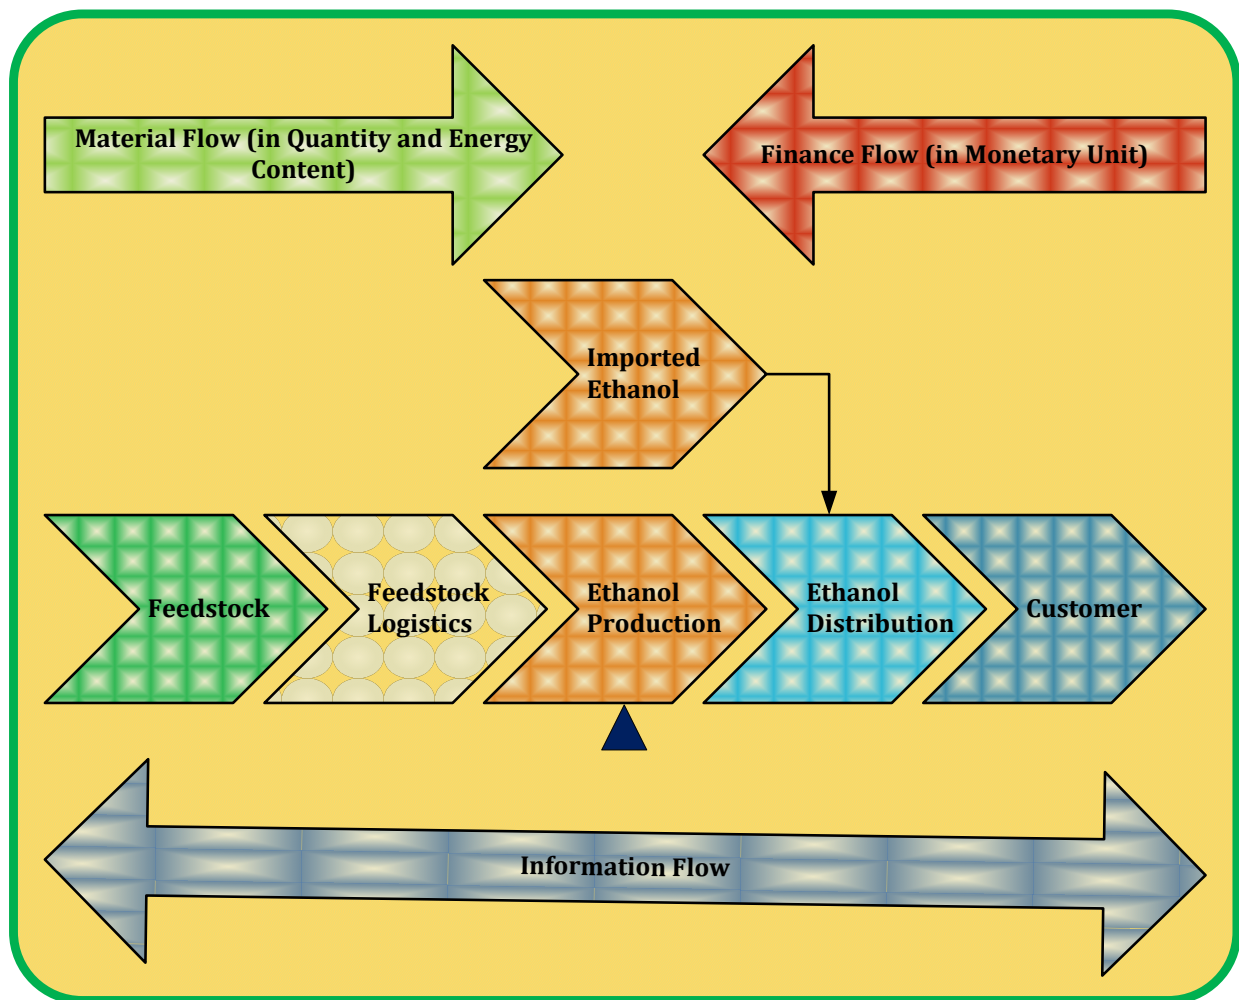 Material Flow (in Quantity and Energy
Content)
Finance Flow (in Monetary Unit)
Imported
Ethanol
Feedstock
Feedstock
Logistics
Ethanol
Production
Ethanol
Distribution
Customer
Information Flow